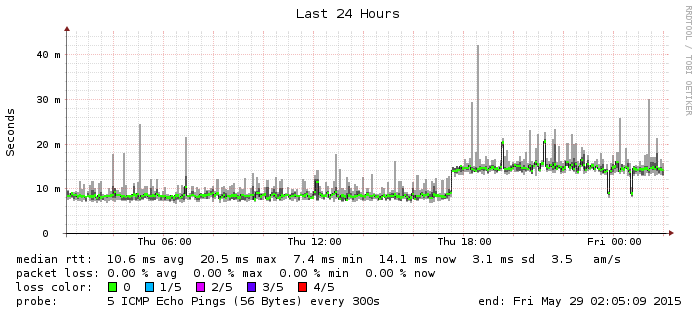 Last 24 Hours
RRDTOOL / TOBI OETIKER
Seconds
40 m
30 m
20 m
10 m
0
Thu 06:00 Thu 12:00 Thu 18:00 Fri 00:00
median rtt: 10.6 ms avg 20.5 ms max 7.4 ms min 14.1 ms now 3.1 ms sd 3.5 am/s
packet loss: 0.00 % avg 0.00 % max 0.00 % min 0.00 % now
loss color: 0 1/5 2/5 3/5 4/5
probe: 5 ICMP Echo Pings (56 Bytes) every 300s end: Fri May 29 02:05:09 2015